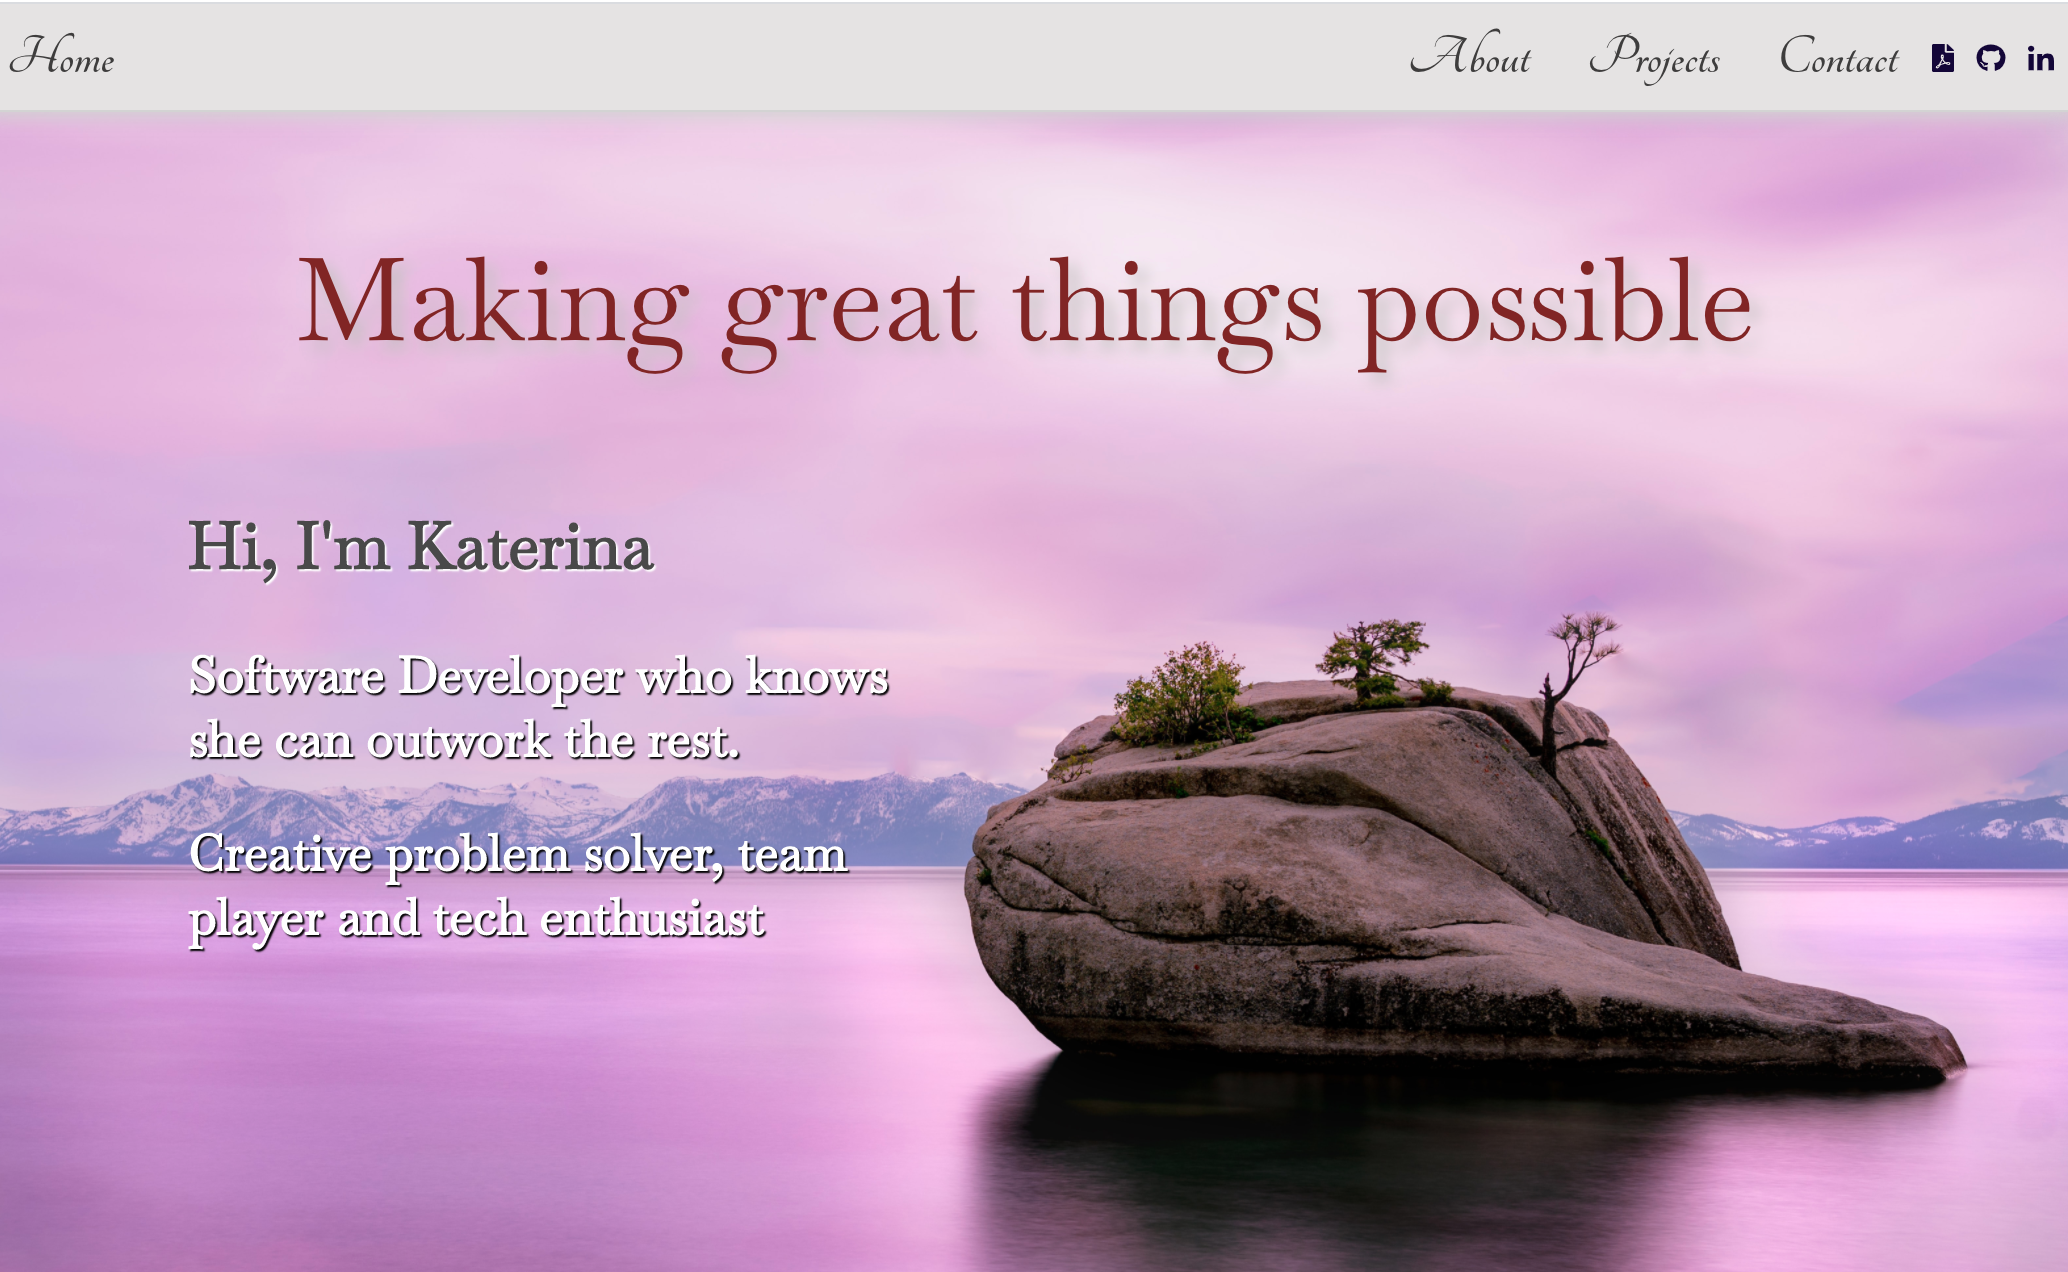 Home
About
Projects
Contact
Making great things possible
Hi, I'm Katerina
Software Developer who knows
she can outwork the rest.
Creative problem solver, team
player and tech enthusiast